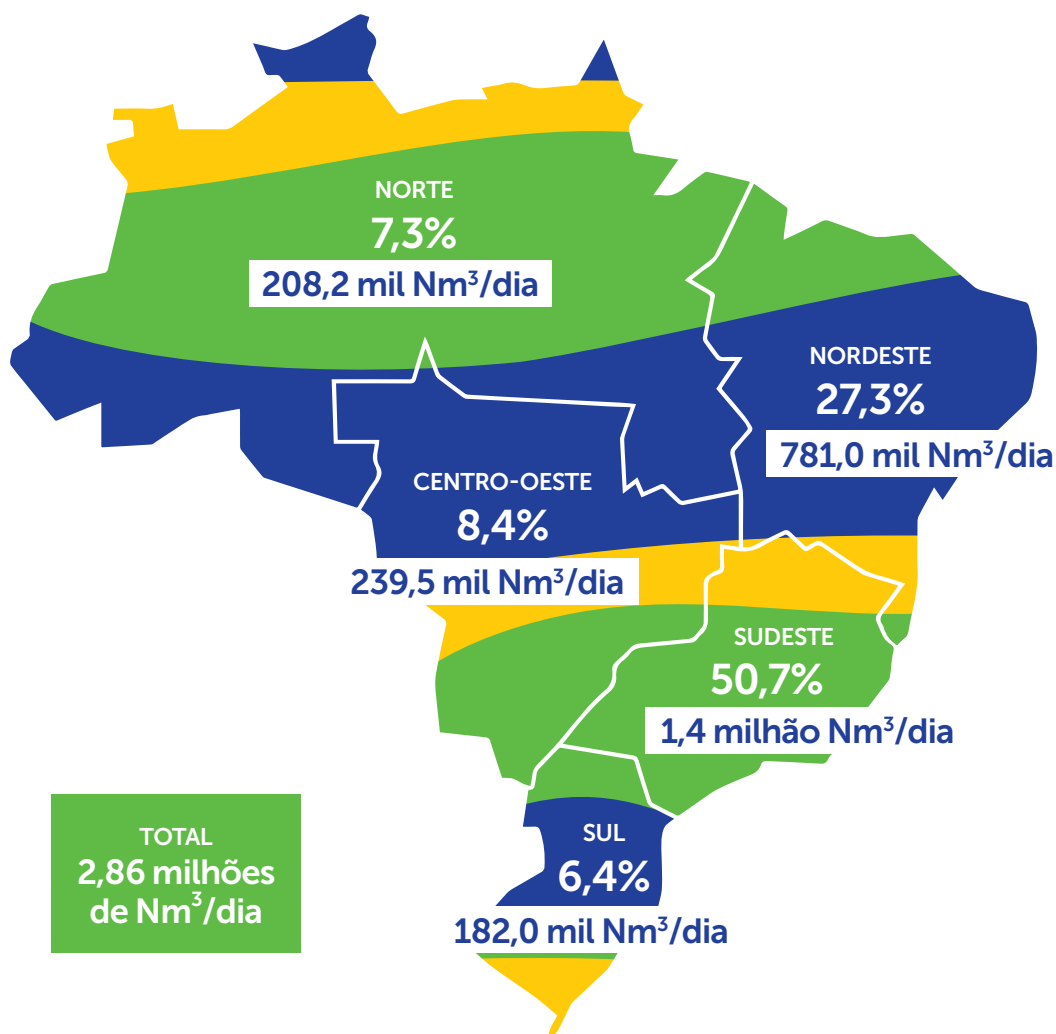 NORTE
7,3%
208,2 mil Nm³/dia
NORDESTE
27,3%
781,0 mil Nm³/dia
CENTRO-OESTE
8,4%
239,5 mil Nm³/dia
SUDESTE
50,7%
1,4 milhão Nm³/dia
SUL
6,4%
182,0 mil Nm³/dia
TOTAL
2,86 milhões
de Nm³/dia